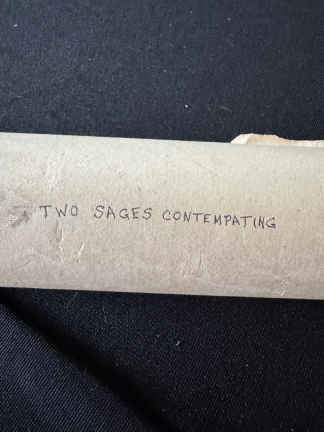 TWO SAGES CONTEMPATING